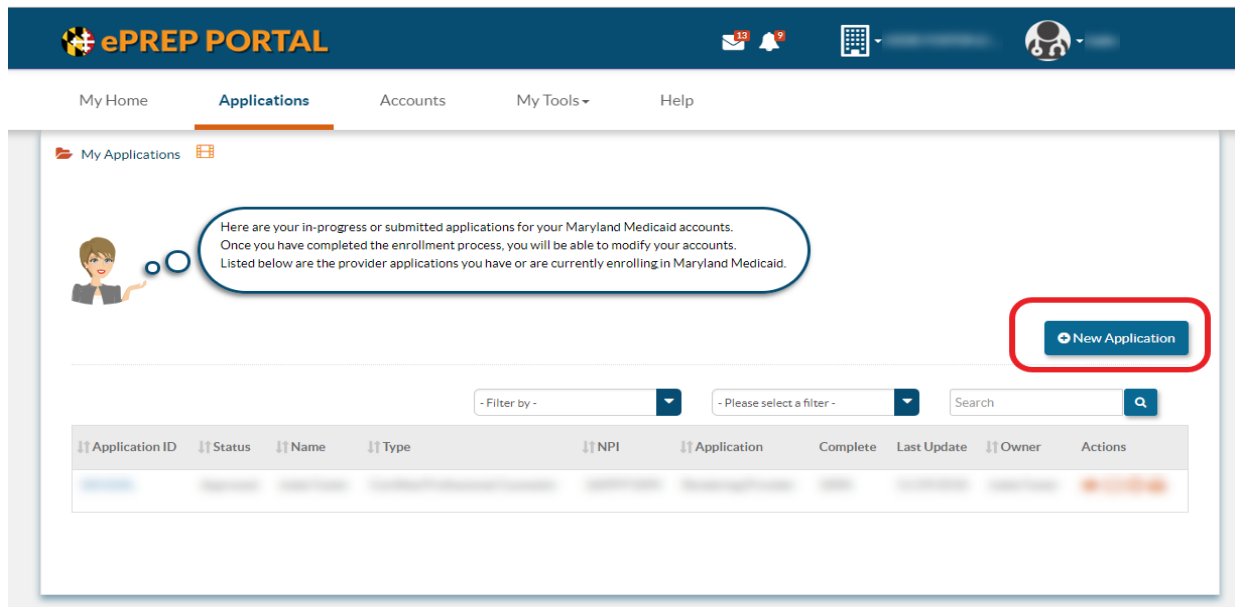 ePREP PORTAL
13
9
My Home Applications Accounts My Tools Help
My Applications
Here are your in-progress or submitted applications for your Maryland Medicaid accounts.
Once you have completed the enrollment process, you will be able to modify your accounts.
Listed below are the provider applications you have or are currently enrolling in Maryland Medicaid.
New Application
- Filter by - - Please select a filter - Search
Application ID Status Name Type NPI Application Complete Last Update Owner Actions